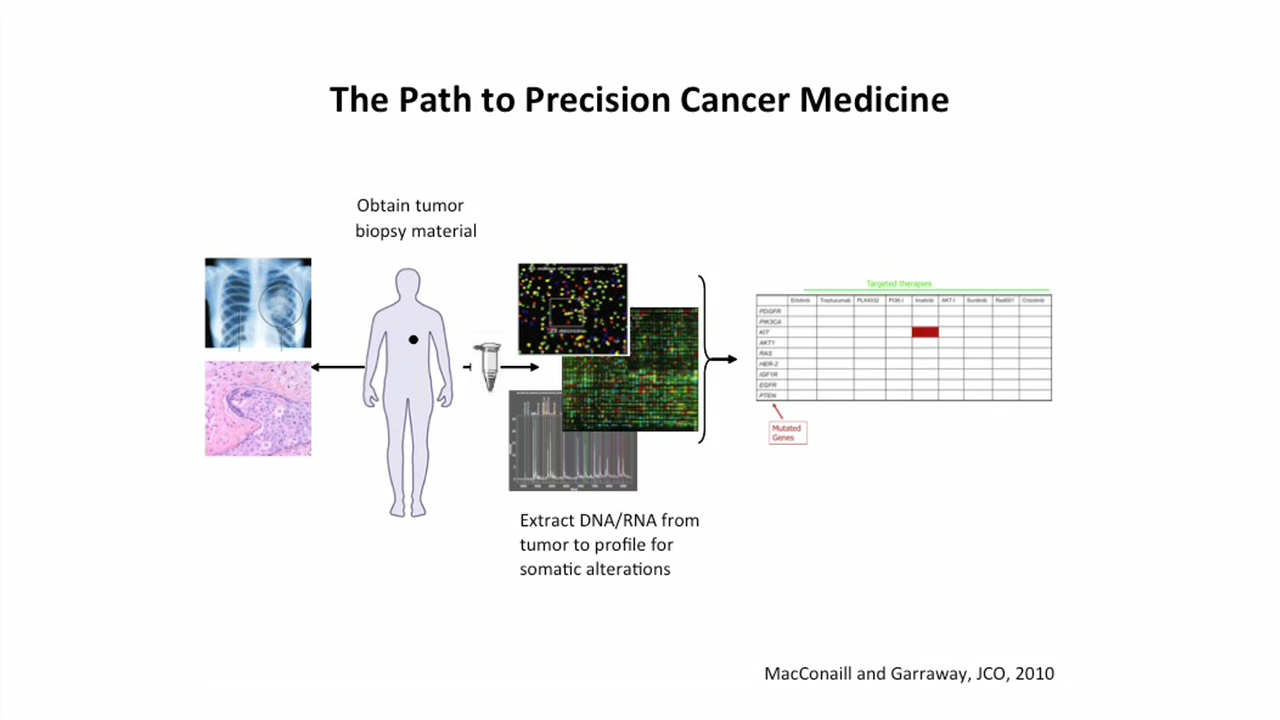 The Path to Precision Cancer Medicine
Obtain tumor
biopsy material
Targeted therapies
Erlotinib Trastuzumab PLX4032 PI3K-I Imatinib AKT-I Sunitinib Rad001 Crizotinib
PDGFR
PIK3CA
KIT
AKT1
RAS
HER-2
IGF1R
EGFR
PTEN
Mutated
Genes
Extract DNA/RNA from
tumor to profile for
somatic alterations
MacConaill and Garraway, JCO, 2010